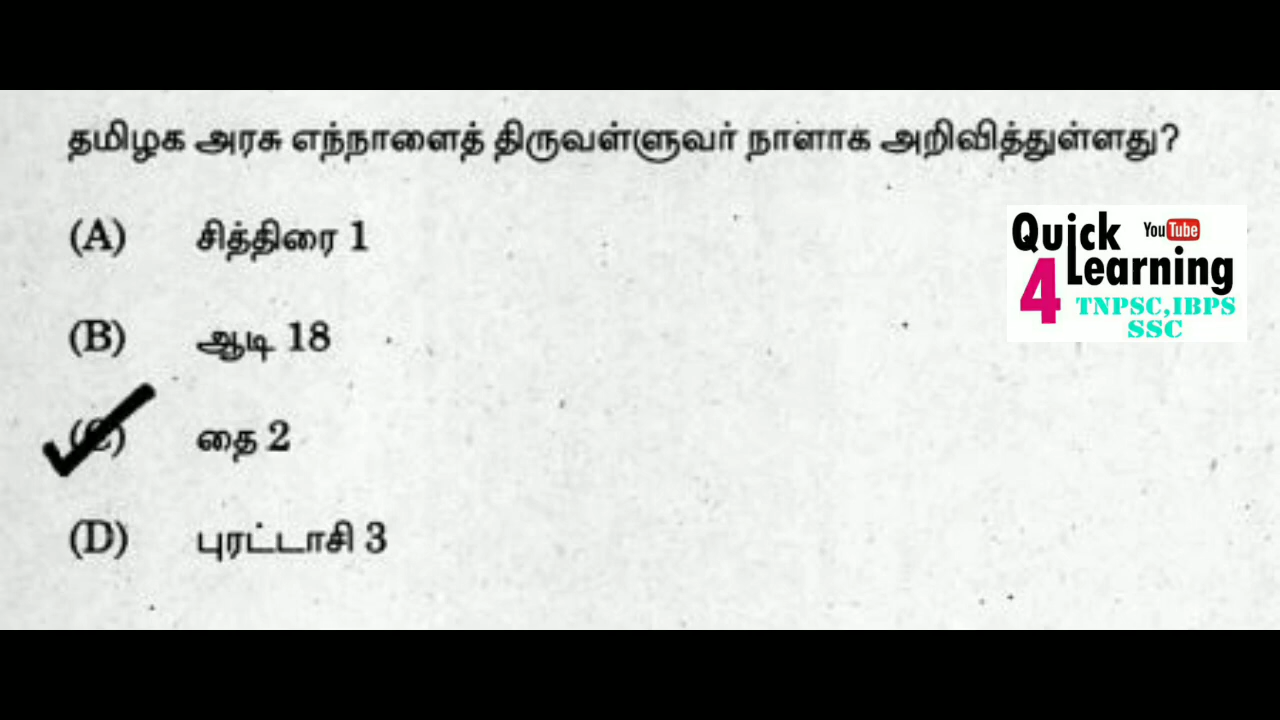 தமிழக அரசு எந்நாளைத் திருவள்ளுவர் நாளாக அறிவித்துள்ளது?
(A) சித்திரை 1
(B) ஆடி 18
(C) தை 2
(D) புரட்டாசி 3
Quick YouTube
4 Learning
TNPSC,IBPS
SSC